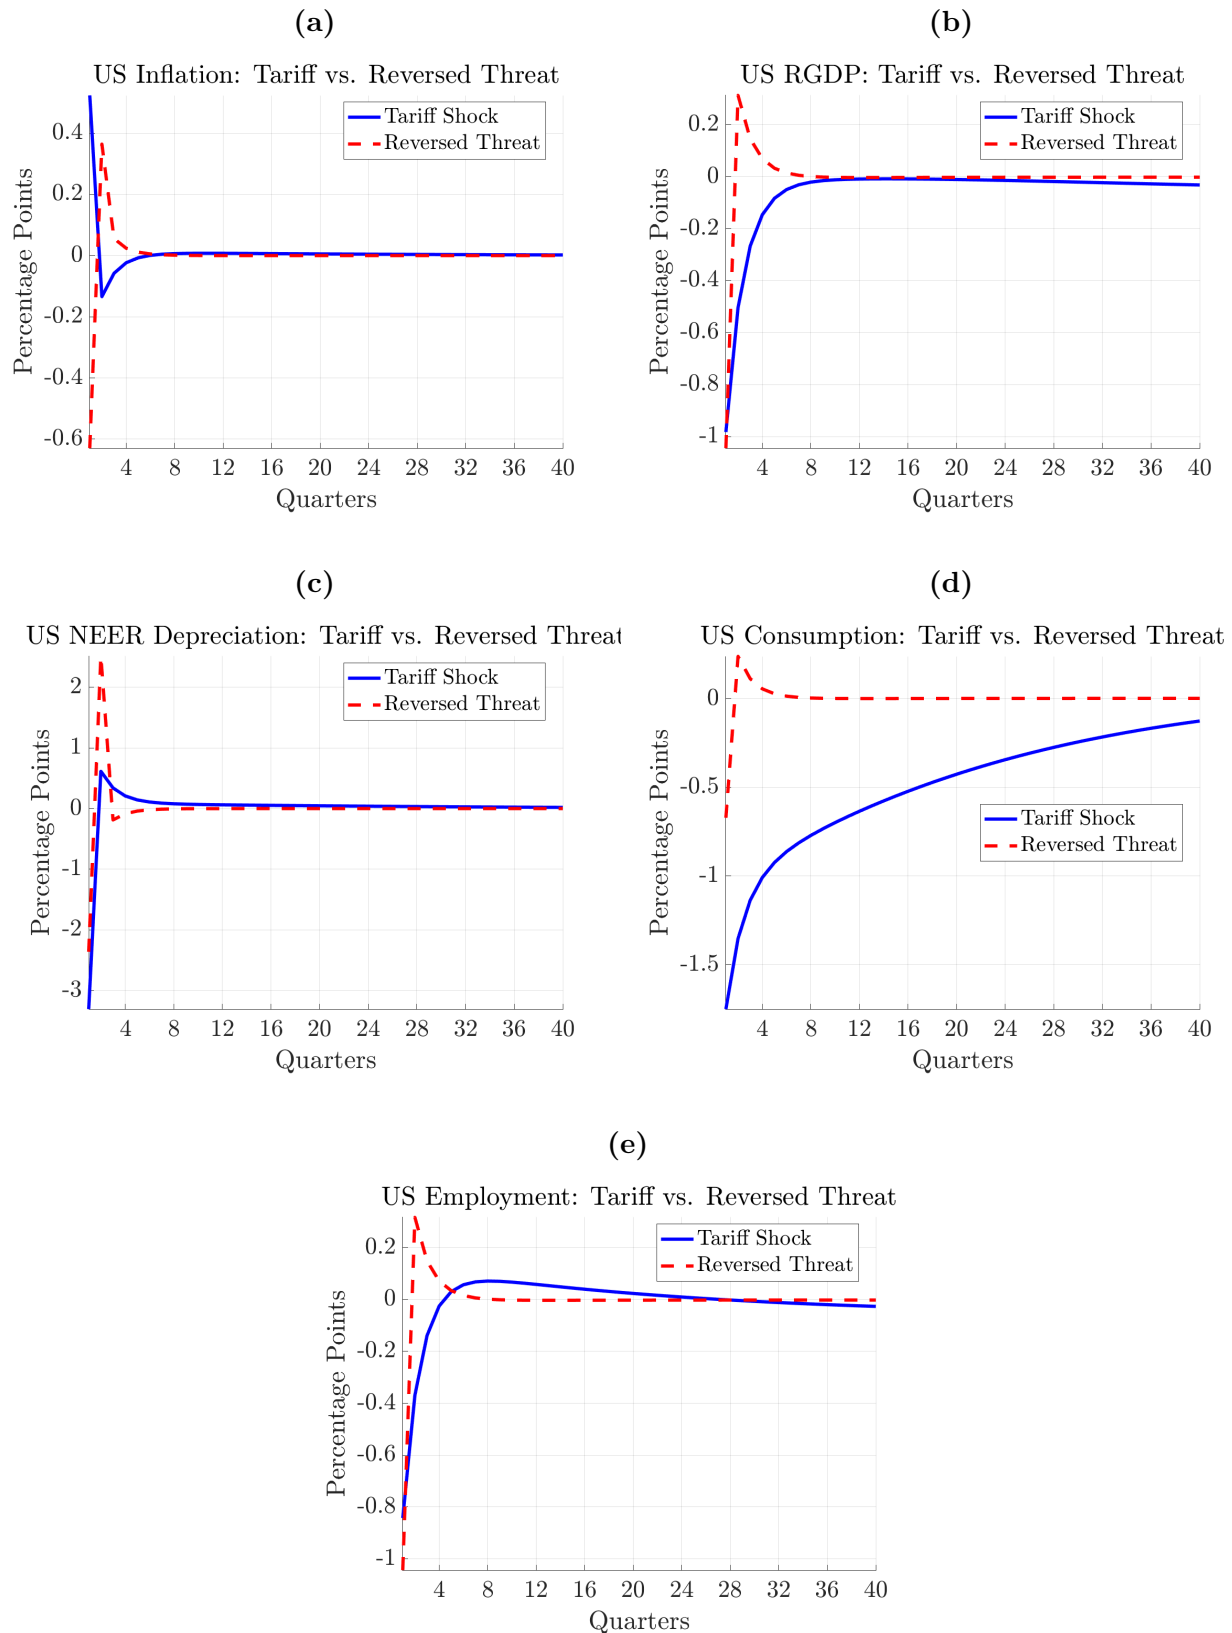 (a)
US Inflation: Tariff vs. Reversed Threat
Tariff Shock
Reversed Threat
0.4
0.2
0
-0.2
-0.4
-0.6
Percentage Points
4 8 12 16 20 24 28 32 36 40
Quarters
(b)
US RGDP: Tariff vs. Reversed Threat
Tariff Shock
Reversed Threat
0.2
0
-0.2
-0.4
-0.6
-0.8
-1
Percentage Points
4 8 12 16 20 24 28 32 36 40
Quarters
(c)
US NEER Depreciation: Tariff vs. Reversed Threat
Tariff Shock
Reversed Threat
2
1
0
-1
-2
-3
Percentage Points
4 8 12 16 20 24 28 32 36 40
Quarters
(d)
US Consumption: Tariff vs. Reversed Threat
0
-0.5
-1
-1.5
Tariff Shock
Reversed Threat
Percentage Points
4 8 12 16 20 24 28 32 36 40
Quarters
(e)
US Employment: Tariff vs. Reversed Threat
Tariff Shock
Reversed Threat
0.2
0
-0.2
-0.4
-0.6
-0.8
-1
Percentage Points
4 8 12 16 20 24 28 32 36 40
Quarters